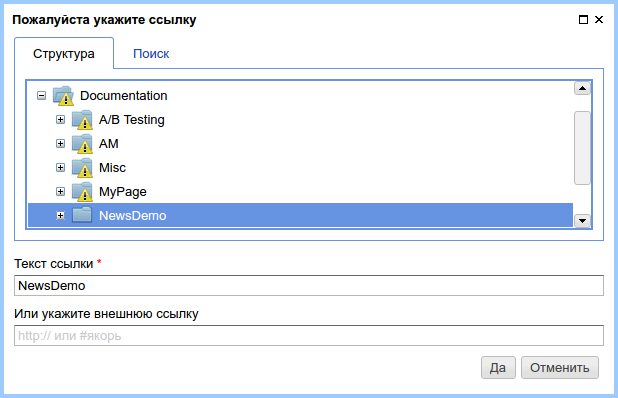 Пожалуйста укажите ссылку
Структура Поиск
Documentation
A/B Testing
AM
Misc
MyPage
NewsDemo
Текст ссылки *
NewsDemo
Или укажите внешнюю ссылку
http:// или #якорь
Да Отменить